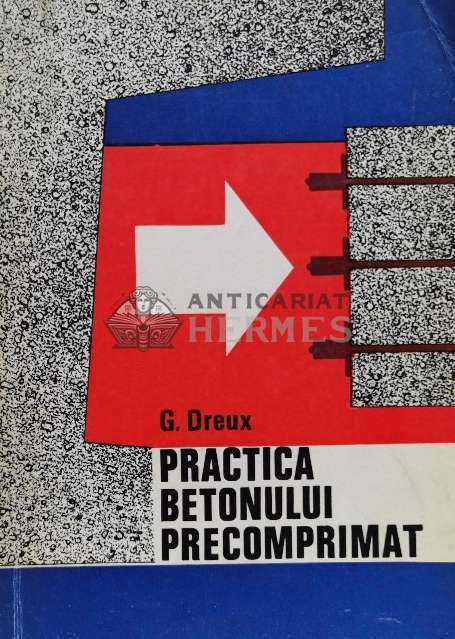 ANTICARIAT
HERMES
G. Dreux
PRACTICA
BETONULUI
PRECOMPRIMAT